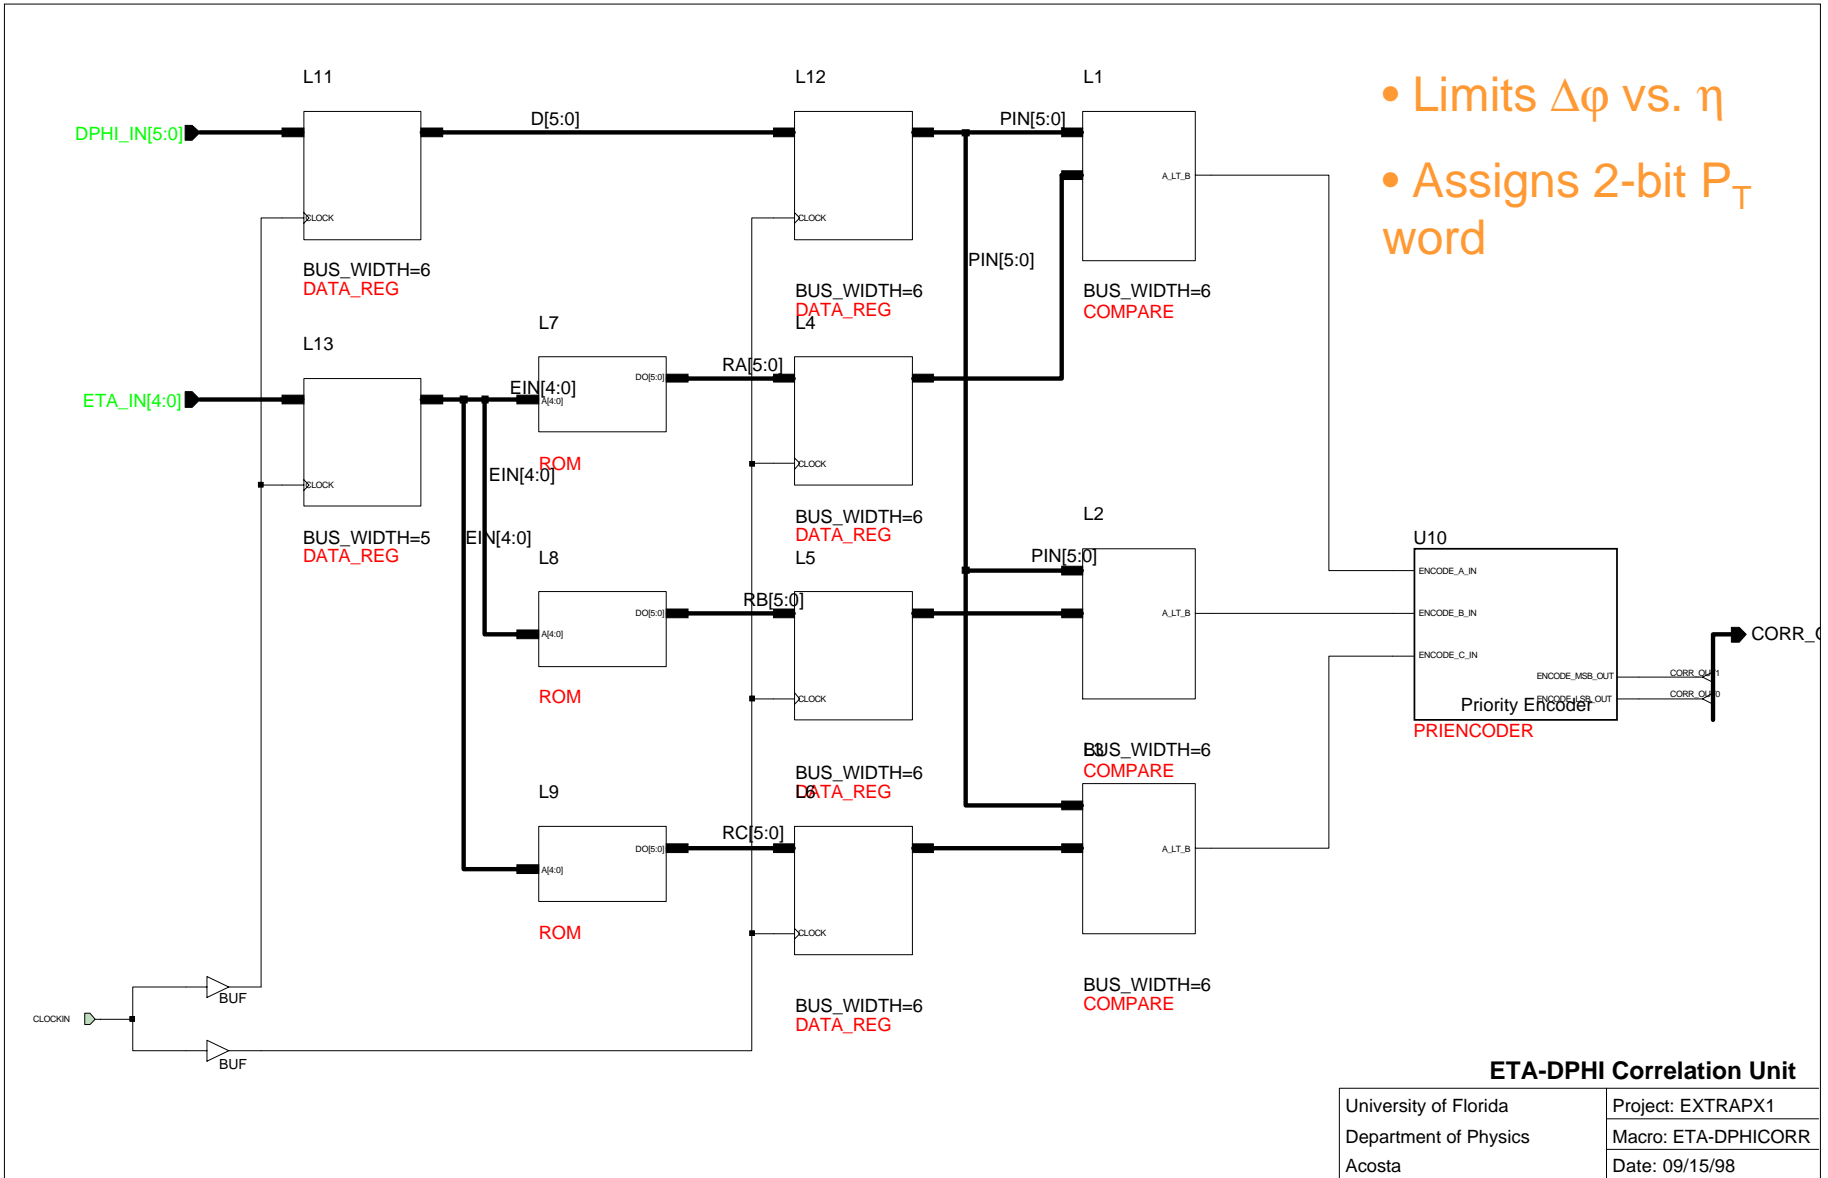 L11
L12
L1
• Limits Δφ vs. η
• Assigns 2-bit P_T
word
DPHI_IN[5:0]
D[5:0]
PIN[5:0]
A_LT_B
CLOCK
CLOCK
PIN[5:0]
BUS_WIDTH=6
DATA_REG
BUS_WIDTH=6
DATA_REG
BUS_WIDTH=6
COMPARE
L13
L7
L4
ETA_IN[4:0]
EIN[4:0]
A[4:0]
DO[5:0]
RA[5:0]
ROM
EIN[4:0]
CLOCK
CLOCK
BUS_WIDTH=5
DATA_REG
EIN[4:0]
BUS_WIDTH=6
DATA_REG
L2
L8
L5
PIN[5:0]
U10
ENCODE_A_IN
ENCODE_B_IN
ENCODE_C_IN
ENCODE_MSB_OUT
ENCODE_LSB_OUT
Priority Encoder
PRIENCODER
CORR_OUT1
CORR_OUT0
CORR_O
A[4:0]
DO[5:0]
RB[5:0]
A_LT_B
ROM
CLOCK
BUS_WIDTH=6
DATA_REG
BUS_WIDTH=6
COMPARE
L3
L9
L6
A[4:0]
DO[5:0]
RC[5:0]
A_LT_B
ROM
CLOCK
BUS_WIDTH=6
DATA_REG
BUS_WIDTH=6
COMPARE
CLOCKIN
BUF
BUF
ETA-DPHI Correlation Unit
University of Florida
Department of Physics
Acosta
Project: EXTRAPX1
Macro: ETA-DPHICORR
Date: 09/15/98